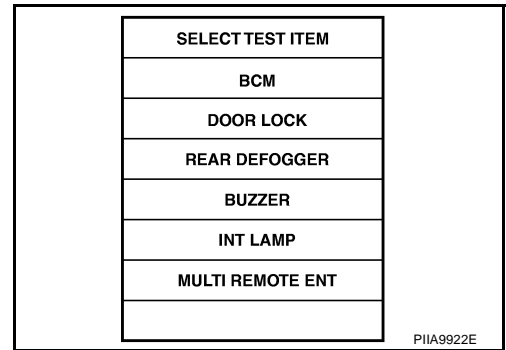 SELECT TEST ITEM
BCM
DOOR LOCK
REAR DEFOGGER
BUZZER
INT LAMP
MULTI REMOTE ENT
PIIA9922E